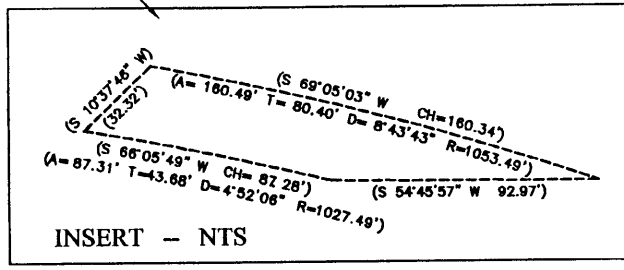 (S 10°37'46" W)
(32.32')
(S 69°05'03" W CH=160.34')
(A= 160.49' T= 80.40' D= 8°43'43" R=1053.49')
(S 66°05'49" W CH= 87.28')
(A=87.31' T=43.68' D= 4°52'06" R=1027.49')
(S 54°45'57" W 92.97')
INSERT – NTS